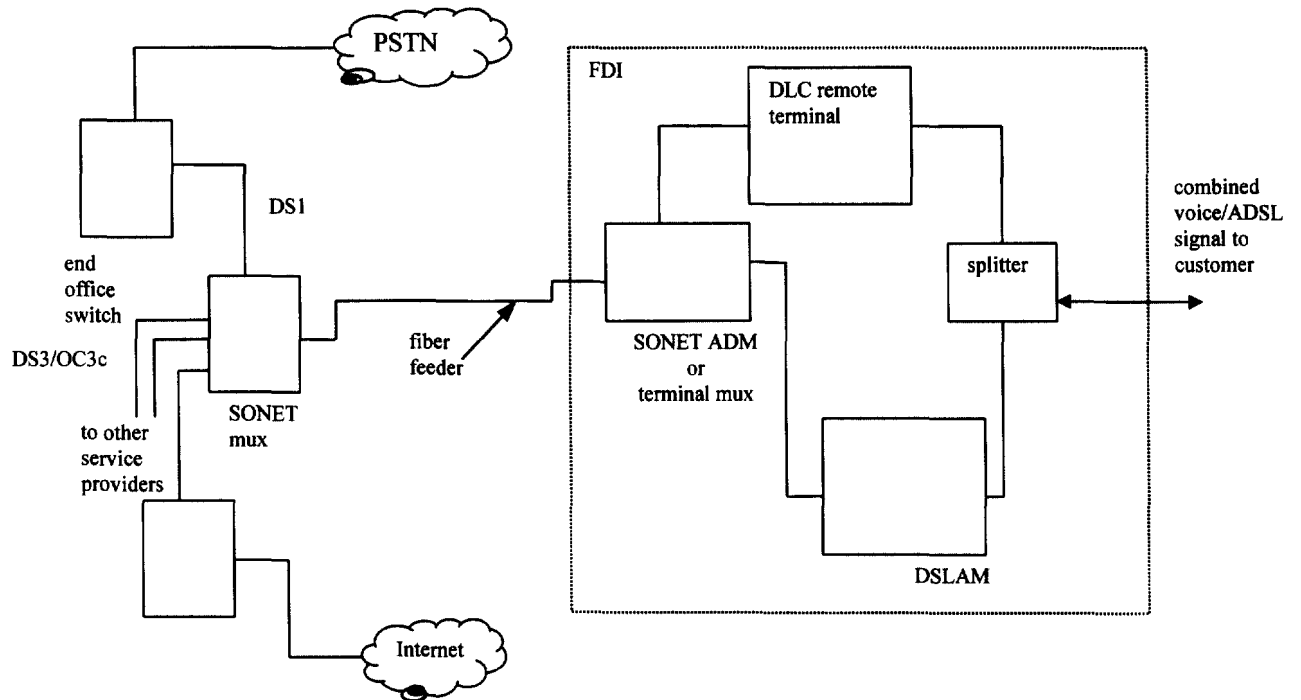 PSTN
FDI
DLC remote
terminal
combined
voice/ADSL
signal to
customer
DS1
end
office
switch
splitter
DS3/OC3c
fiber
feeder
SONET ADM
or
terminal mux
SONET
mux
to other
service
providers
DSLAM
Internet